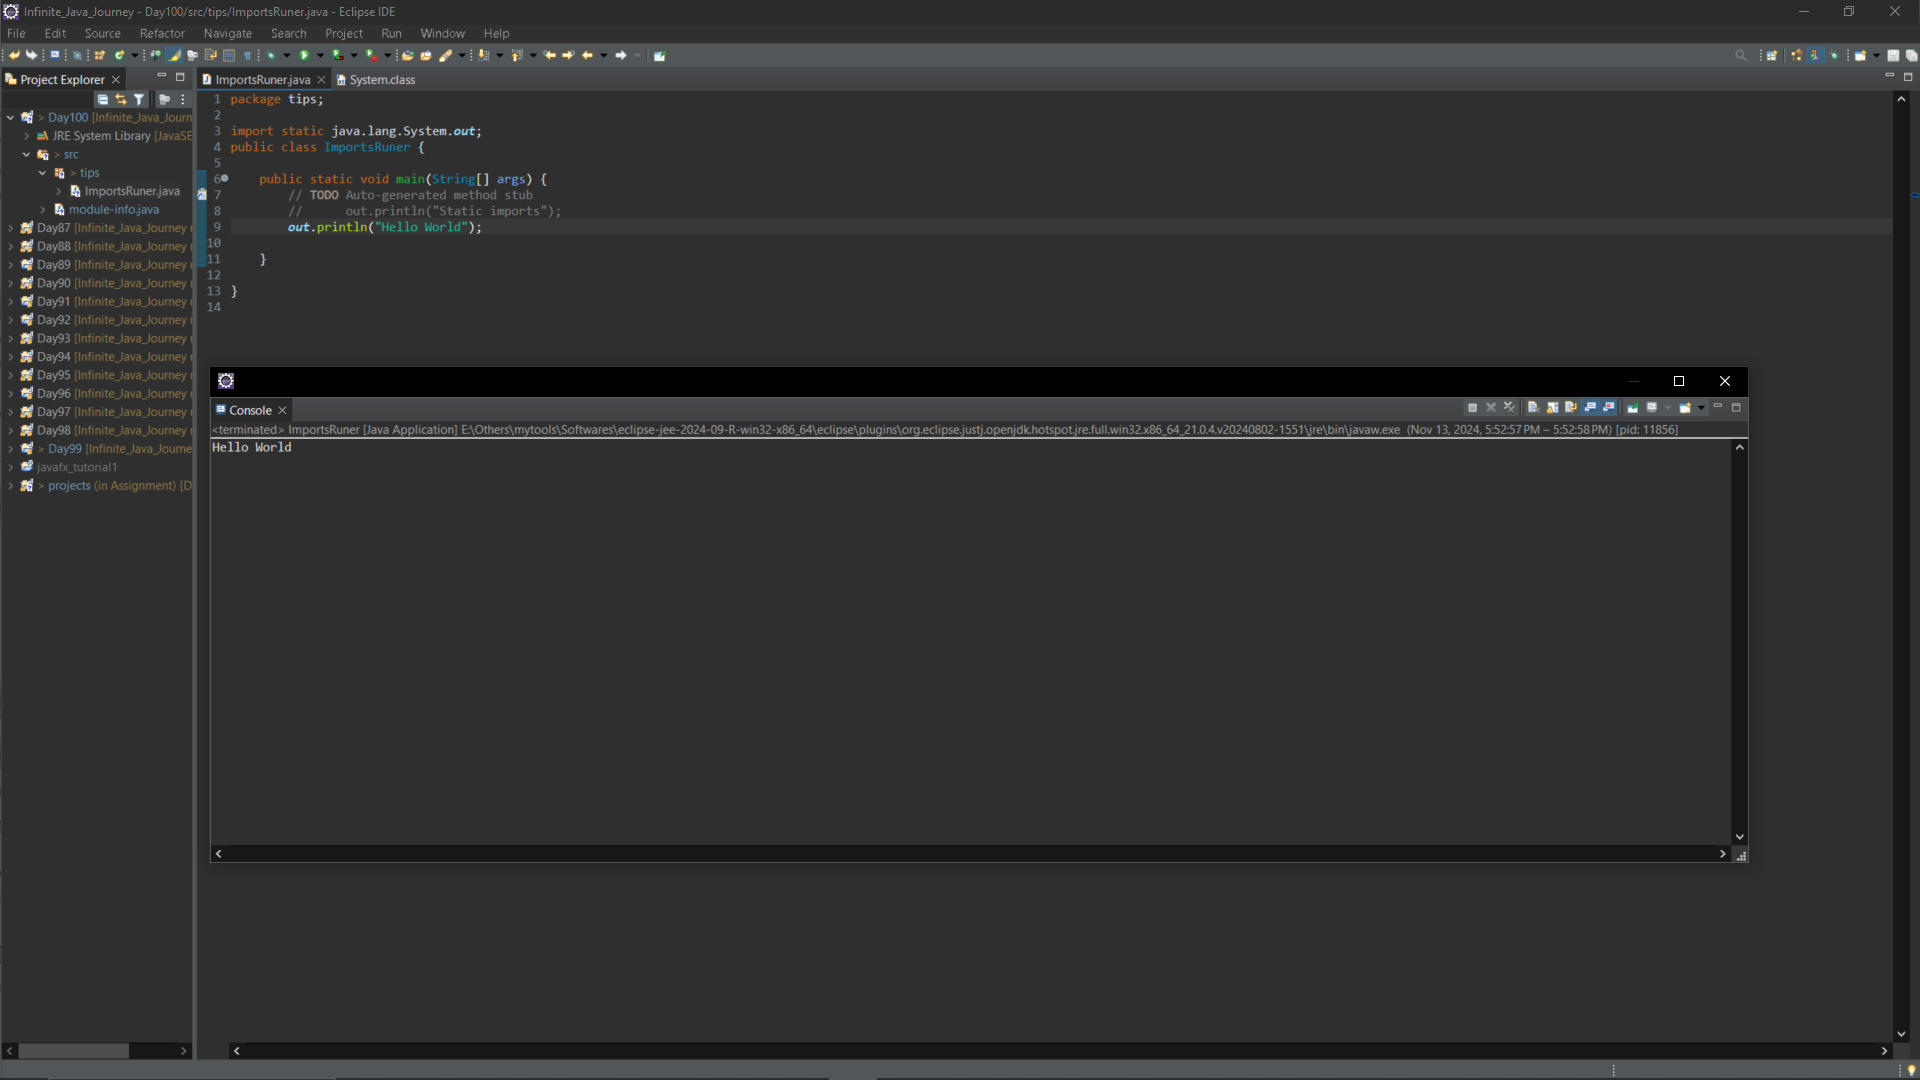 Infinite_Java_Journey - Day100/src/tips/ImportsRuner.java - Eclipse IDE
File Edit Source Refactor Navigate Search Project Run Window Help
Project Explorer
ImportsRuner.java System.class
> Day100 [Infinite_Java_Journ
JRE System Library [JavaSE
> src
> tips
ImportsRuner.java
module-info.java
Day87 [Infinite_Java_Journey
Day88 [Infinite_Java_Journey
Day89 [Infinite_Java_Journey
Day90 [Infinite_Java_Journey
Day91 [Infinite_Java_Journey
Day92 [Infinite_Java_Journey
Day93 [Infinite_Java_Journey
Day94 [Infinite_Java_Journey
Day95 [Infinite_Java_Journey
Day96 [Infinite_Java_Journey
Day97 [Infinite_Java_Journey
Day98 [Infinite_Java_Journey
> Day99 [Infinite_Java_Journe
javafx_tutorial1
> projects (in Assignment) [D
1 package tips;
2
3 import static java.lang.System.out;
4 public class ImportsRuner {
5
6 public static void main(String[] args) {
7 // TODO Auto-generated method stub
8 // out.println("Static imports");
9 out.println("Hello World");
10
11 }
12
13 }
14
Console
<terminated> ImportsRuner [Java Application] E:\Others\mytools\Softwares\eclipse-jee-2024-09-R-win32-x86_64\eclipse\plugins\org.eclipse.justj.openjdk.hotspot.jre.full.win32.x86_64_21.0.4.v20240802-1551\jre\bin\javaw.exe (Nov 13, 2024, 5:52:57 PM – 5:52:58 PM) [pid: 11856]
Hello World